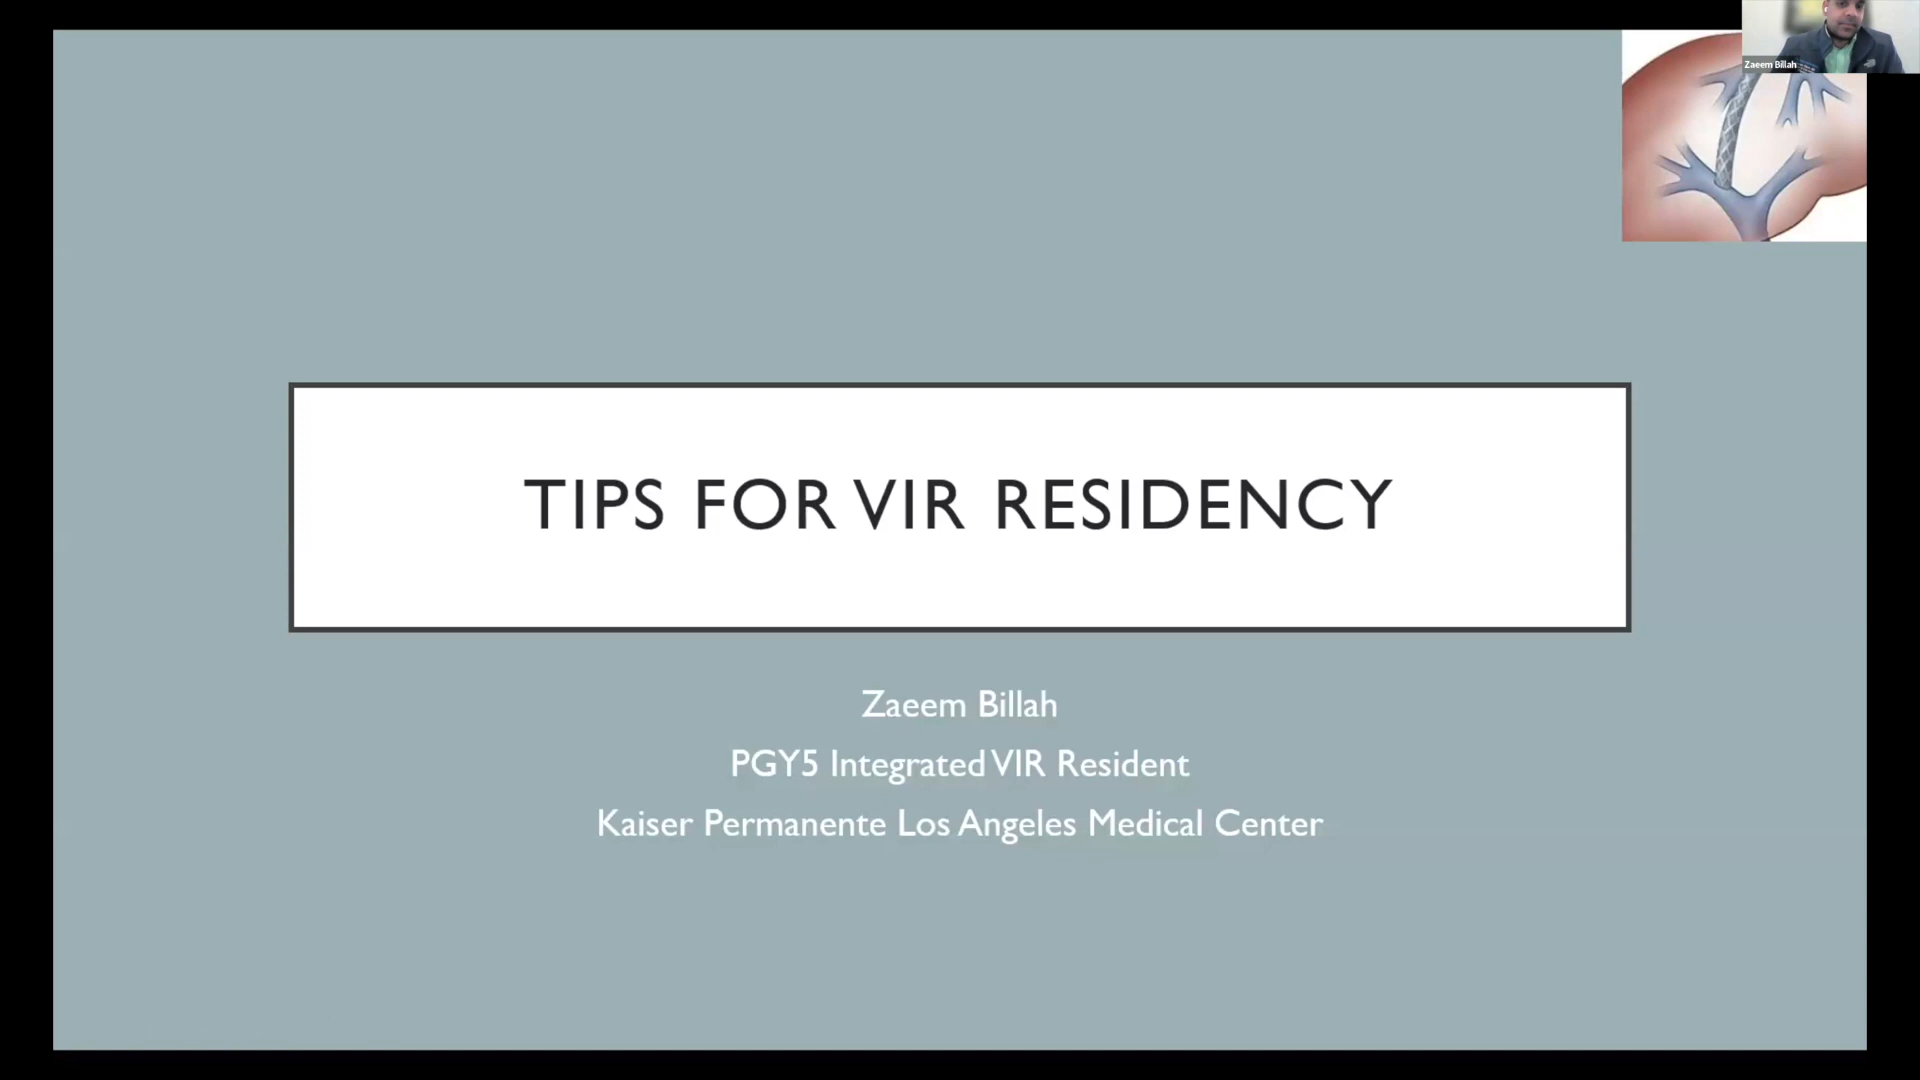 Zaeem Billah
TIPS FOR VIR RESIDENCY
Zaeem Billah
PGY5 Integrated VIR Resident
Kaiser Permanente Los Angeles Medical Center